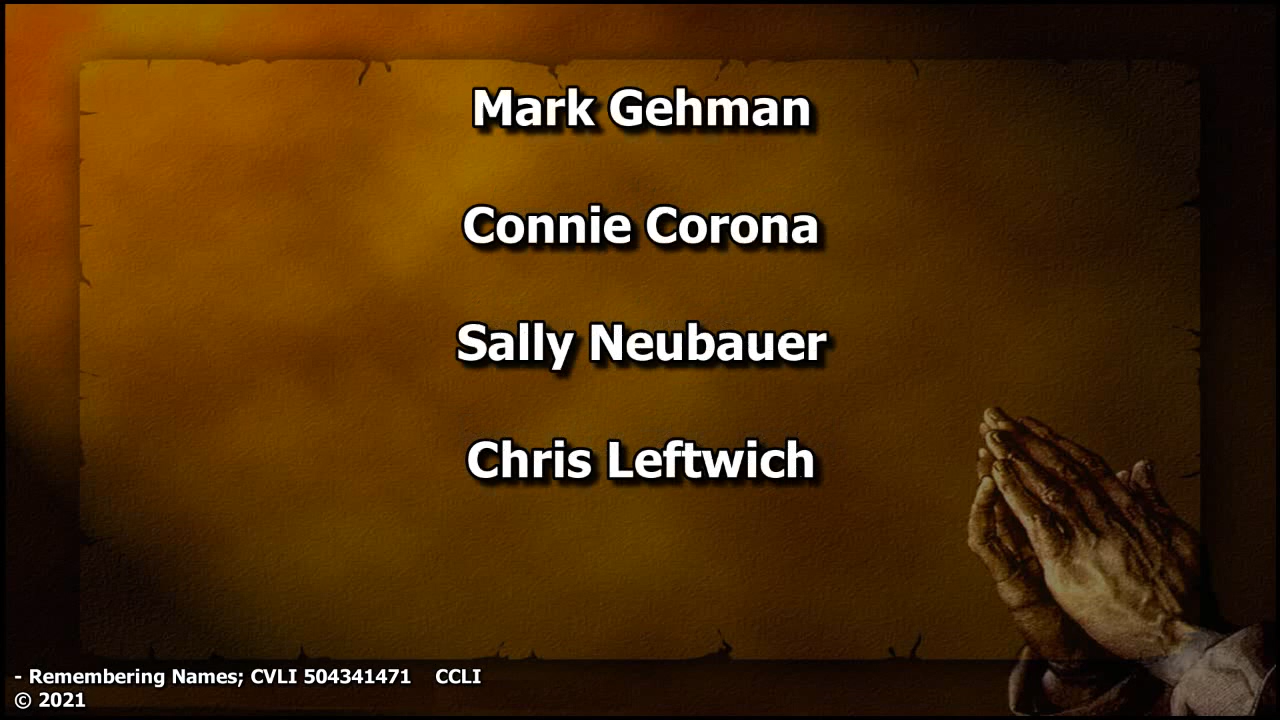 Mark Gehman
Connie Corona
Sally Neubauer
Chris Leftwich
- Remembering Names; CVLI 504341471 CCLI
© 2021